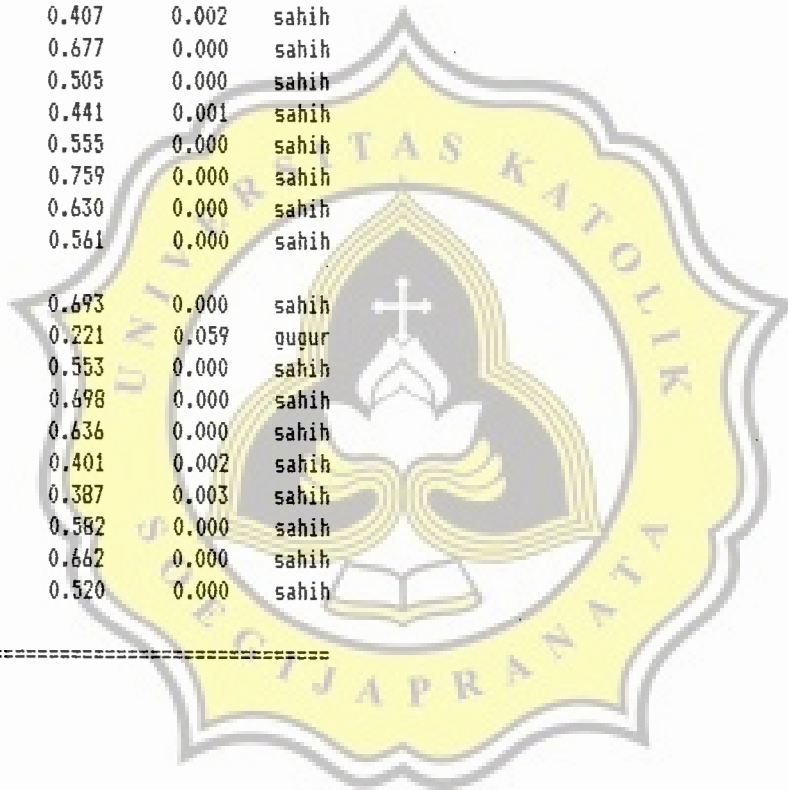 0.407 0.002 sahih
0.677 0.000 sahih
0.505 0.000 sahih
0.441 0.001 sahih
0.555 0.000 sahih
0.759 0.000 sahih
0.630 0.000 sahih
0.561 0.000 sahih
0.693 0.000 sahih
0.221 0.059 gugur
0.553 0.000 sahih
0.698 0.000 sahih
0.636 0.000 sahih
0.401 0.002 sahih
0.387 0.003 sahih
0.582 0.000 sahih
0.662 0.000 sahih
0.520 0.000 sahih
UNIVERSITAS KATOLIK
SOEGIJAPRANATA